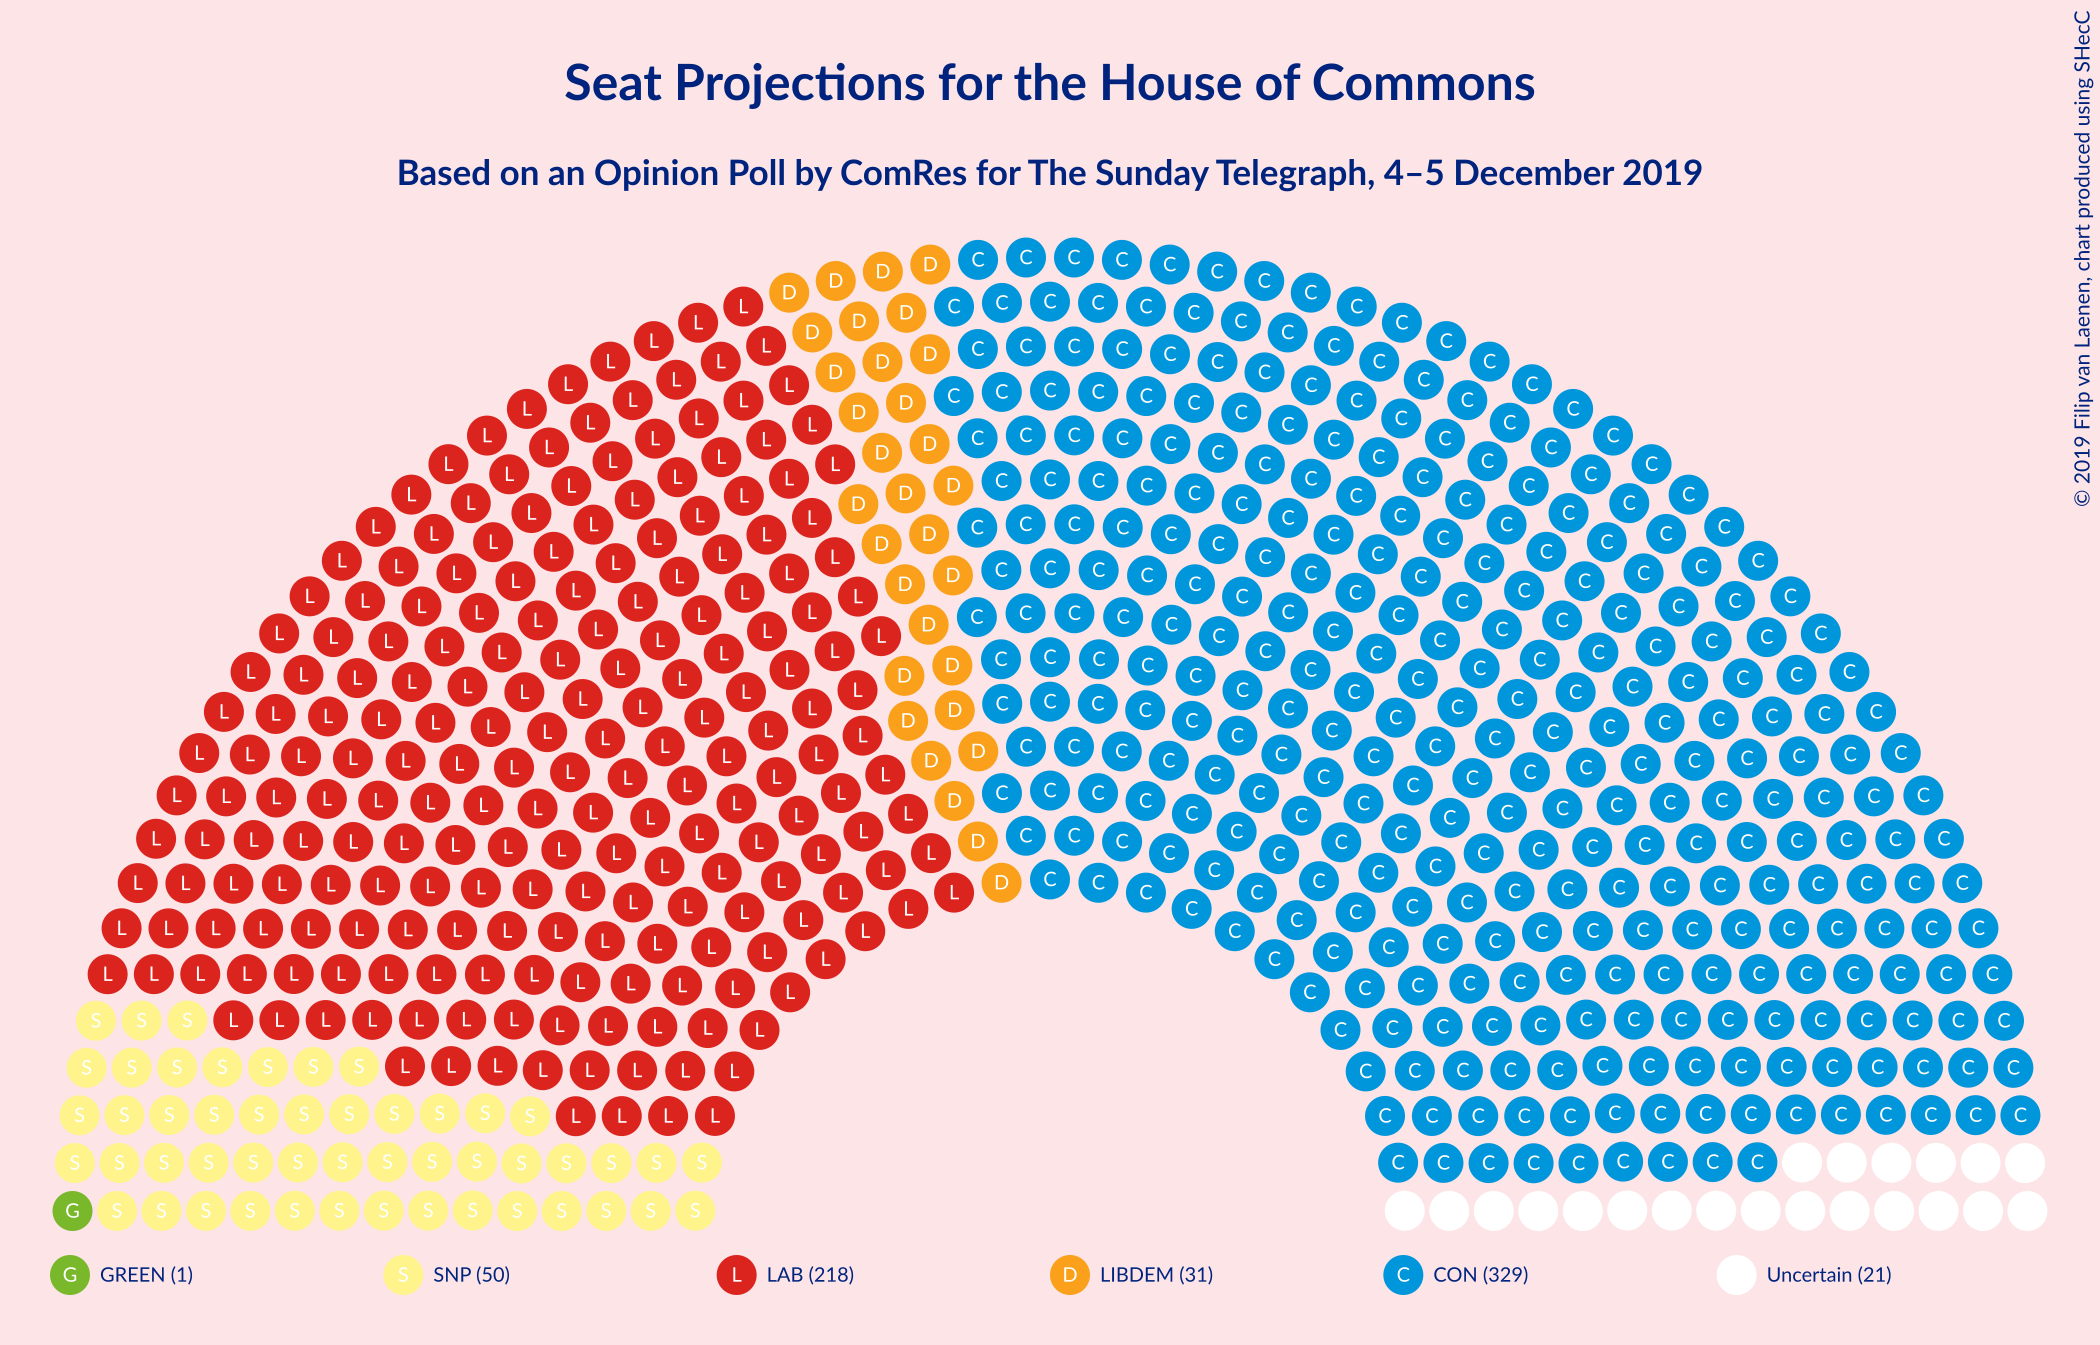 Seat Projections for the House of Commons
Based on an Opinion Poll by ComRes for The Sunday Telegraph, 4–5 December 2019
© 2019 Filip van Laenen, chart produced using SHecC
G GREEN (1)
S SNP (50)
L LAB (218)
D LIBDEM (31)
C CON (329)
Uncertain (21)